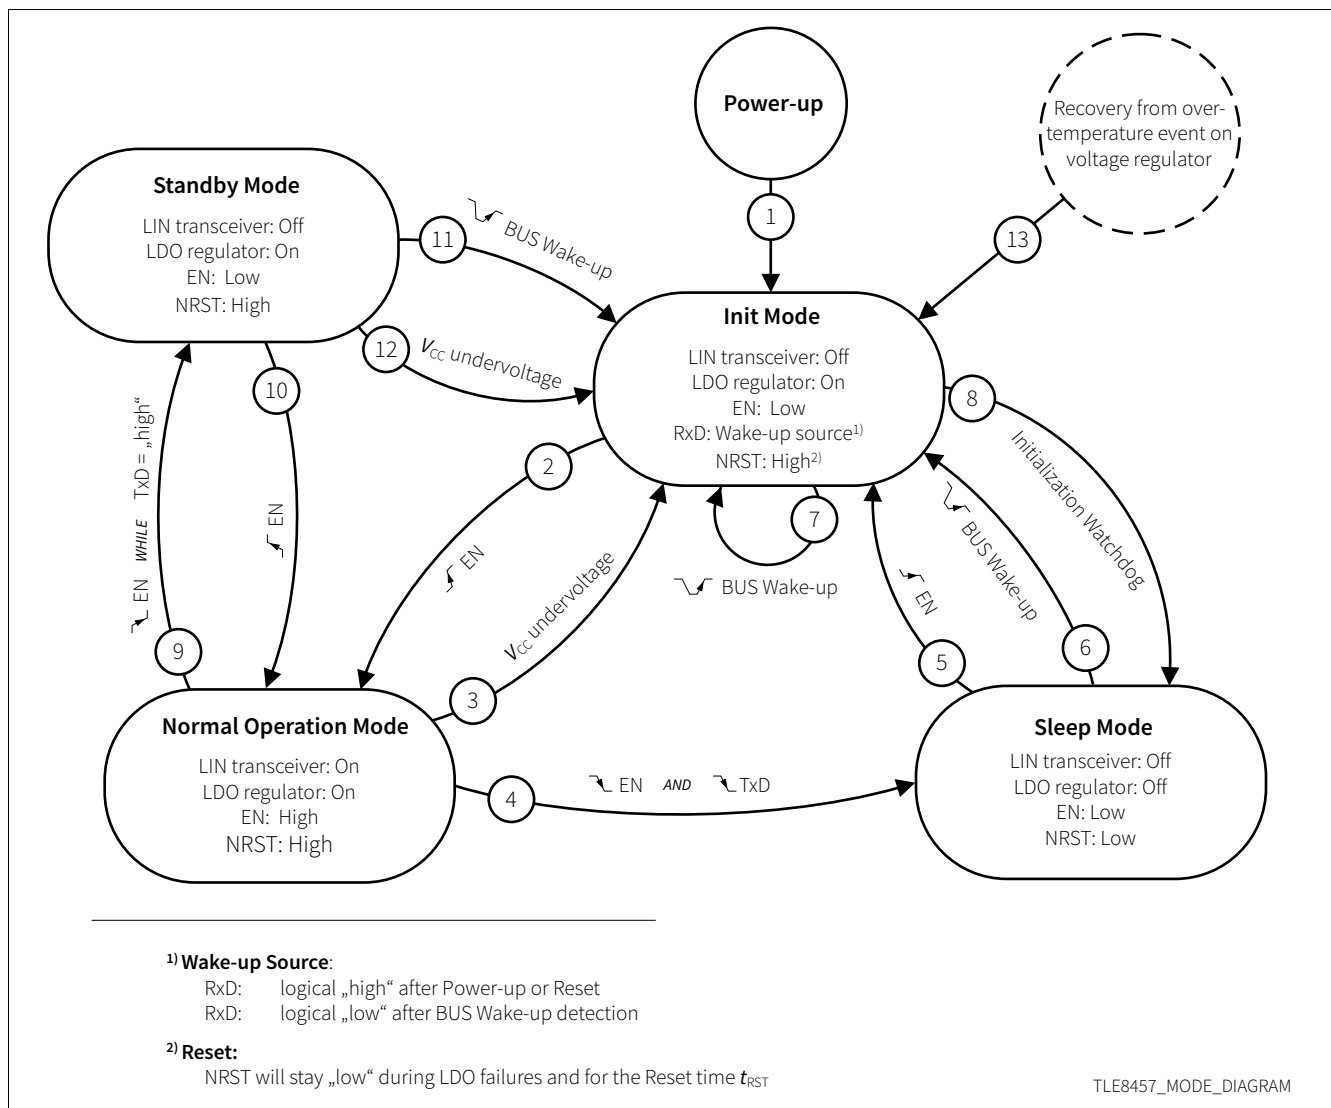 Power-up
Recovery from over-
temperature event on
voltage regulator
1
13
Standby Mode
LIN transceiver: Off
LDO regulator: On
EN: Low
NRST: High
11
BUS Wake-up
12
VCC undervoltage
10
EN
9
EN WHILE TxD = „high“
Init Mode
LIN transceiver: Off
LDO regulator: On
EN: Low
RxD: Wake-up source1)
NRST: High2)
2
EN
3
VCC undervoltage
7
BUS Wake-up
8
Initialization Watchdog
6
BUS Wake-up
5
EN
Normal Operation Mode
LIN transceiver: On
LDO regulator: On
EN: High
NRST: High
4
EN AND TxD
Sleep Mode
LIN transceiver: Off
LDO regulator: Off
EN: Low
NRST: Low
1) Wake-up Source:
RxD: logical „high“ after Power-up or Reset
RxD: logical „low“ after BUS Wake-up detection
2) Reset:
NRST will stay „low“ during LDO failures and for the Reset time tRST
TLE8457_MODE_DIAGRAM